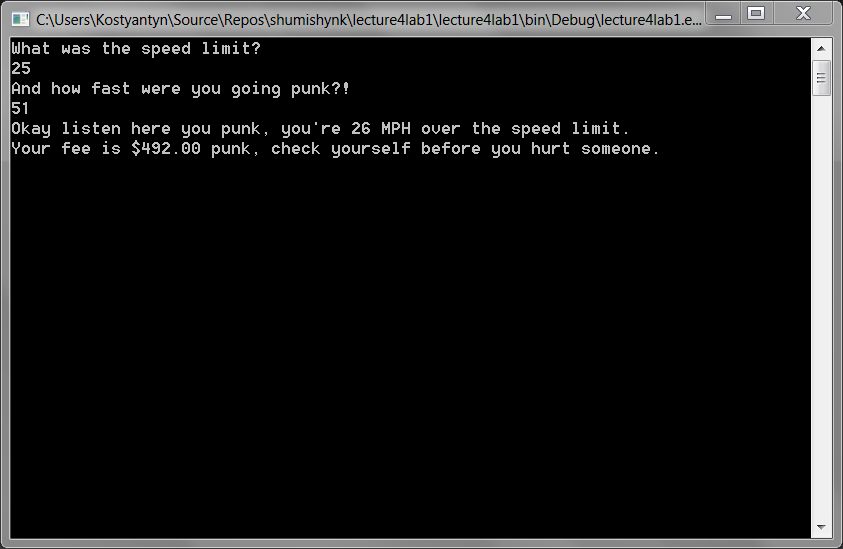 C:\Users\Kostyantyn\Source\Repos\shumishynk\lecture4lab1\lecture4lab1\bin\Debug\lecture4lab1.e...
What was the speed limit?
25
And how fast were you going punk?!
51
Okay listen here you punk, you're 26 MPH over the speed limit.
Your fee is $492.00 punk, check yourself before you hurt someone.